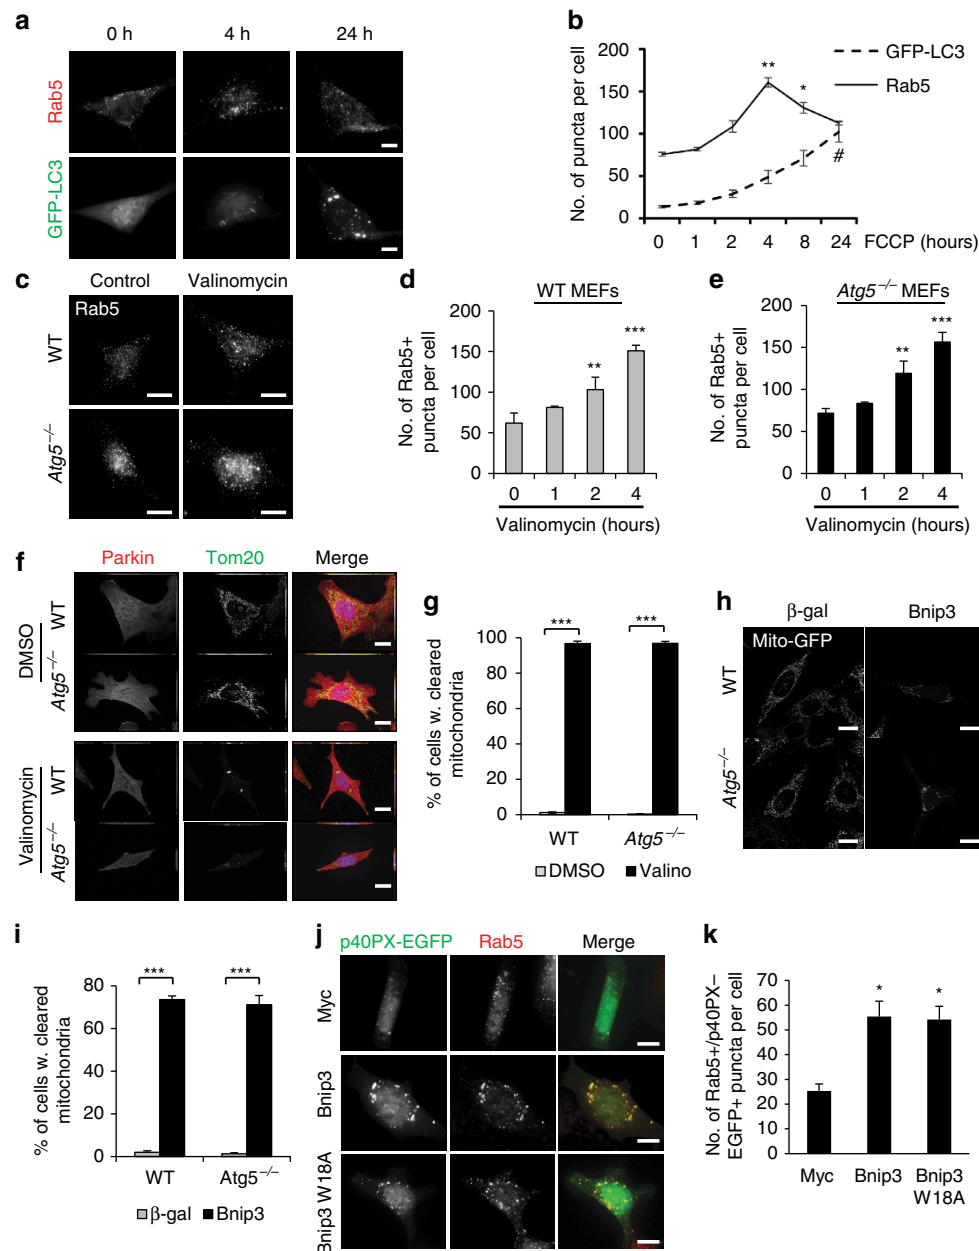 a
0 h 4 h 24 h
Rab5
GFP-LC3
b
No. of puncta per cell
200
150
100
50
0
** * #
GFP-LC3
Rab5
0 1 2 4 8 24 FCCP (hours)
c
Control Valinomycin
Rab5
WT
Atg5–/–
d
WT MEFs
No. of Rab5+
puncta per cell
200
150
100
50
0
** ***
0 1 2 4
Valinomycin (hours)
e
Atg5–/– MEFs
No. of Rab5+
puncta per cell
200
150
100
50
0
** ***
0 1 2 4
Valinomycin (hours)
f
Parkin Tom20 Merge
DMSO
WT
Atg5–/–
Valinomycin
WT
Atg5–/–
g
% of cells w. cleared
mitochondria
100
80
60
40
20
0
*** ***
WT Atg5–/–
DMSO Valino
h
β-gal Bnip3
Mito-GFP
WT
Atg5–/–
i
% of cells w. cleared
mitochondria
80
60
40
20
0
*** ***
WT Atg5–/–
β-gal Bnip3
j
p40PX-EGFP Rab5 Merge
Myc
Bnip3
Bnip3 W18A
k
No. of Rab5+/p40PX–
EGFP+ puncta per cell
70
60
50
40
30
20
10
0
* *
Myc Bnip3 Bnip3
W18A